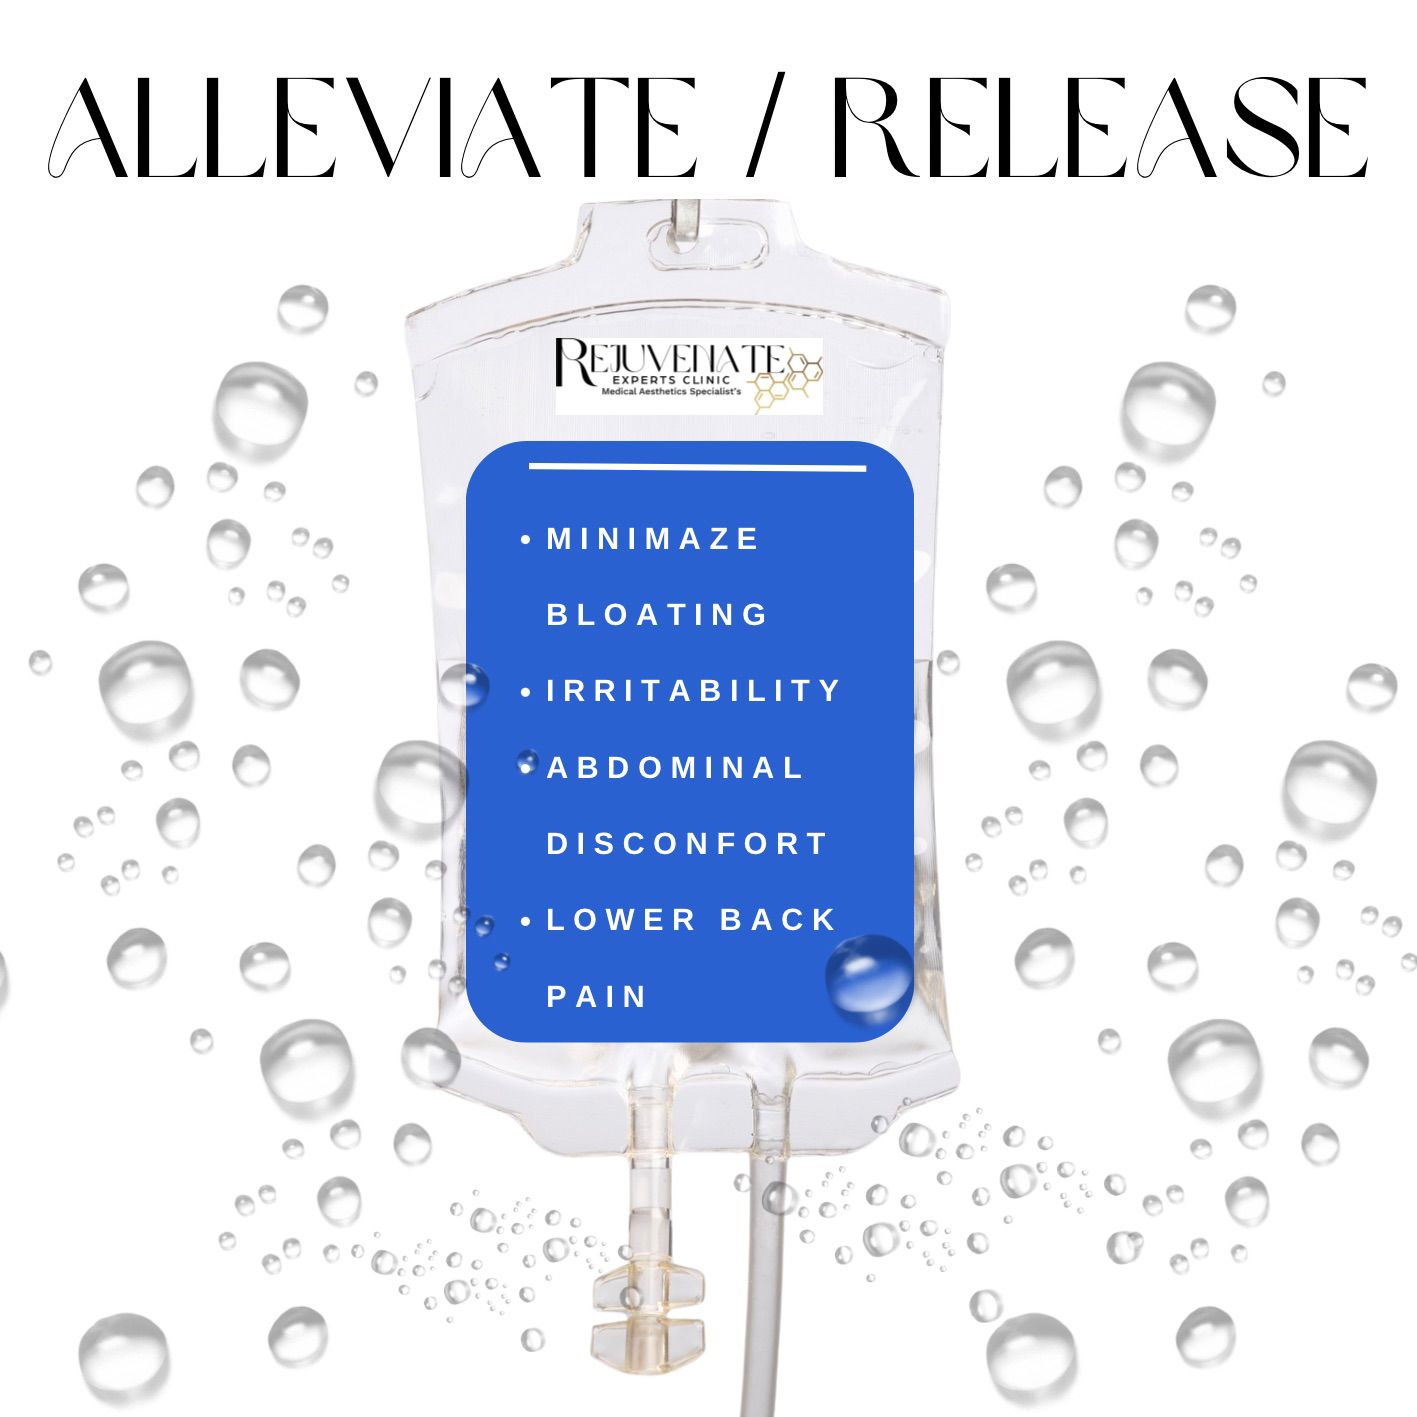 ALLEVIATE / RELEASE
REJUVENATE
EXPERTS CLINIC
Medical Aesthetics Specialist's
• MINIMAZE
BLOATING
• IRRITABILITY
• ABDOMINAL
DISCONFORT
• LOWER BACK
PAIN